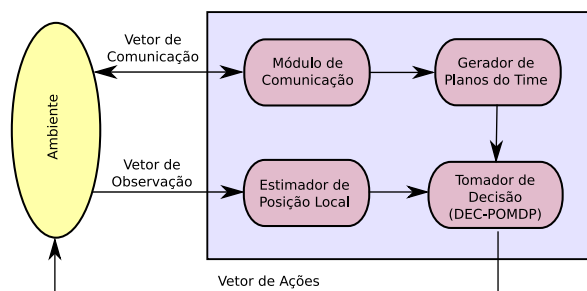 Vetor de
Comunicação
Módulo de
Comunicação
Gerador de
Planos do Time
Ambiente
Vetor de
Observação
Estimador de
Posição Local
Tomador de
Decisão
(DEC-POMDP)
Vetor de Ações